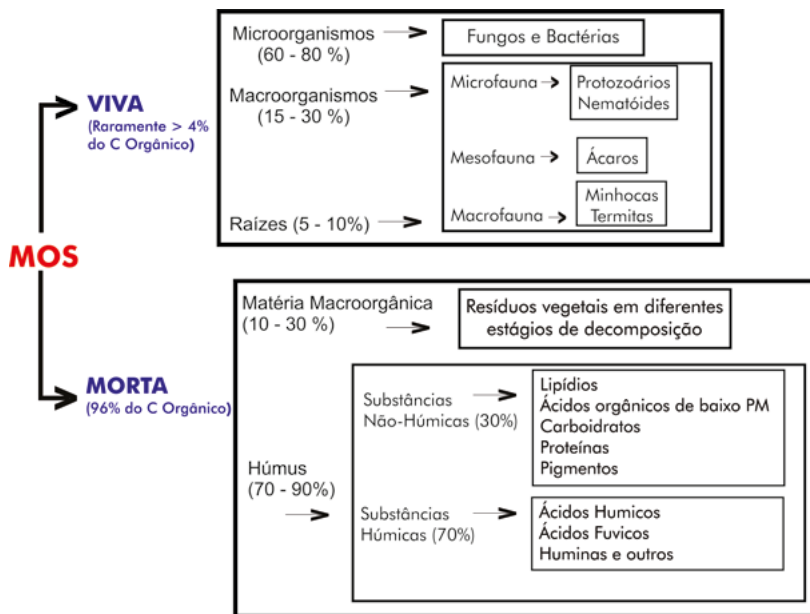 Microorganismos
(60 - 80 %)
Fungos e Bactérias
Macroorganismos
(15 - 30 %)
Microfauna
Protozoários
Nematóides
Mesofauna
Ácaros
Macrofauna
Minhocas
Termitas
Raízes (5 - 10%)
VIVA
(Raramente > 4%
do C Orgânico)
MOS
MORTA
(96% do C Orgânico)
Matéria Macroorgânica
(10 - 30 %)
Resíduos vegetais em diferentes
estágios de decomposição
Húmus
(70 - 90%)
Substâncias
Não-Húmicas (30%)
Lipídios
Ácidos orgânicos de baixo PM
Carboidratos
Proteínas
Pigmentos
Substâncias
Húmicas (70%)
Ácidos Humicos
Ácidos Fuvicos
Huminas e outros